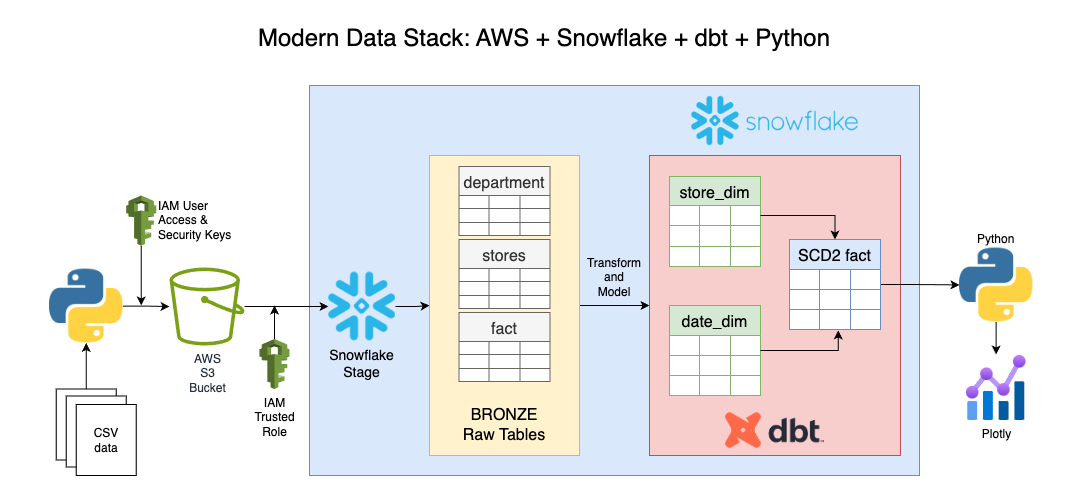 Modern Data Stack: AWS + Snowflake + dbt + Python
snowflake
IAM User
Access &
Security Keys
CSV
data
AWS
S3
Bucket
IAM
Trusted
Role
Snowflake
Stage
department
stores
fact
BRONZE
Raw Tables
Transform
and
Model
store_dim
date_dim
SCD2 fact
dbt
Python
Plotly